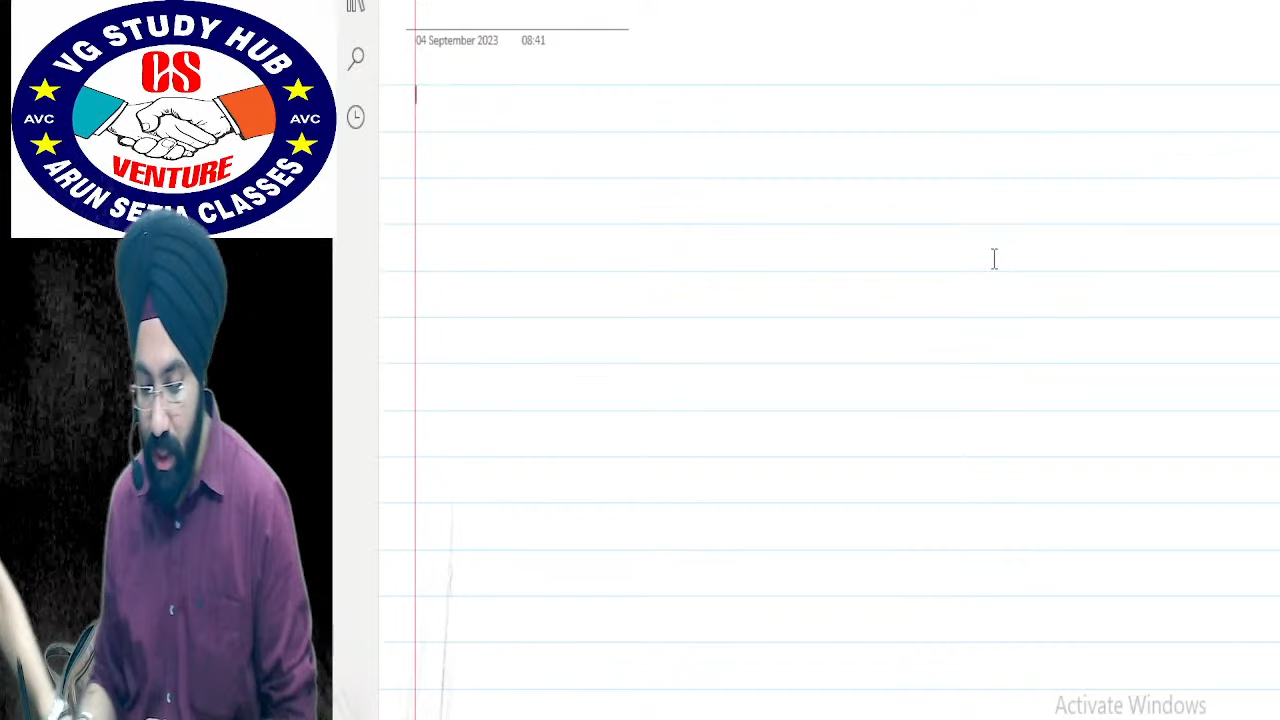 VG STUDY HUB
CS
AVC
AVC
VENTURE
ARUN SETIA CLASSES
04 September 2023 08:41
Activate Windows